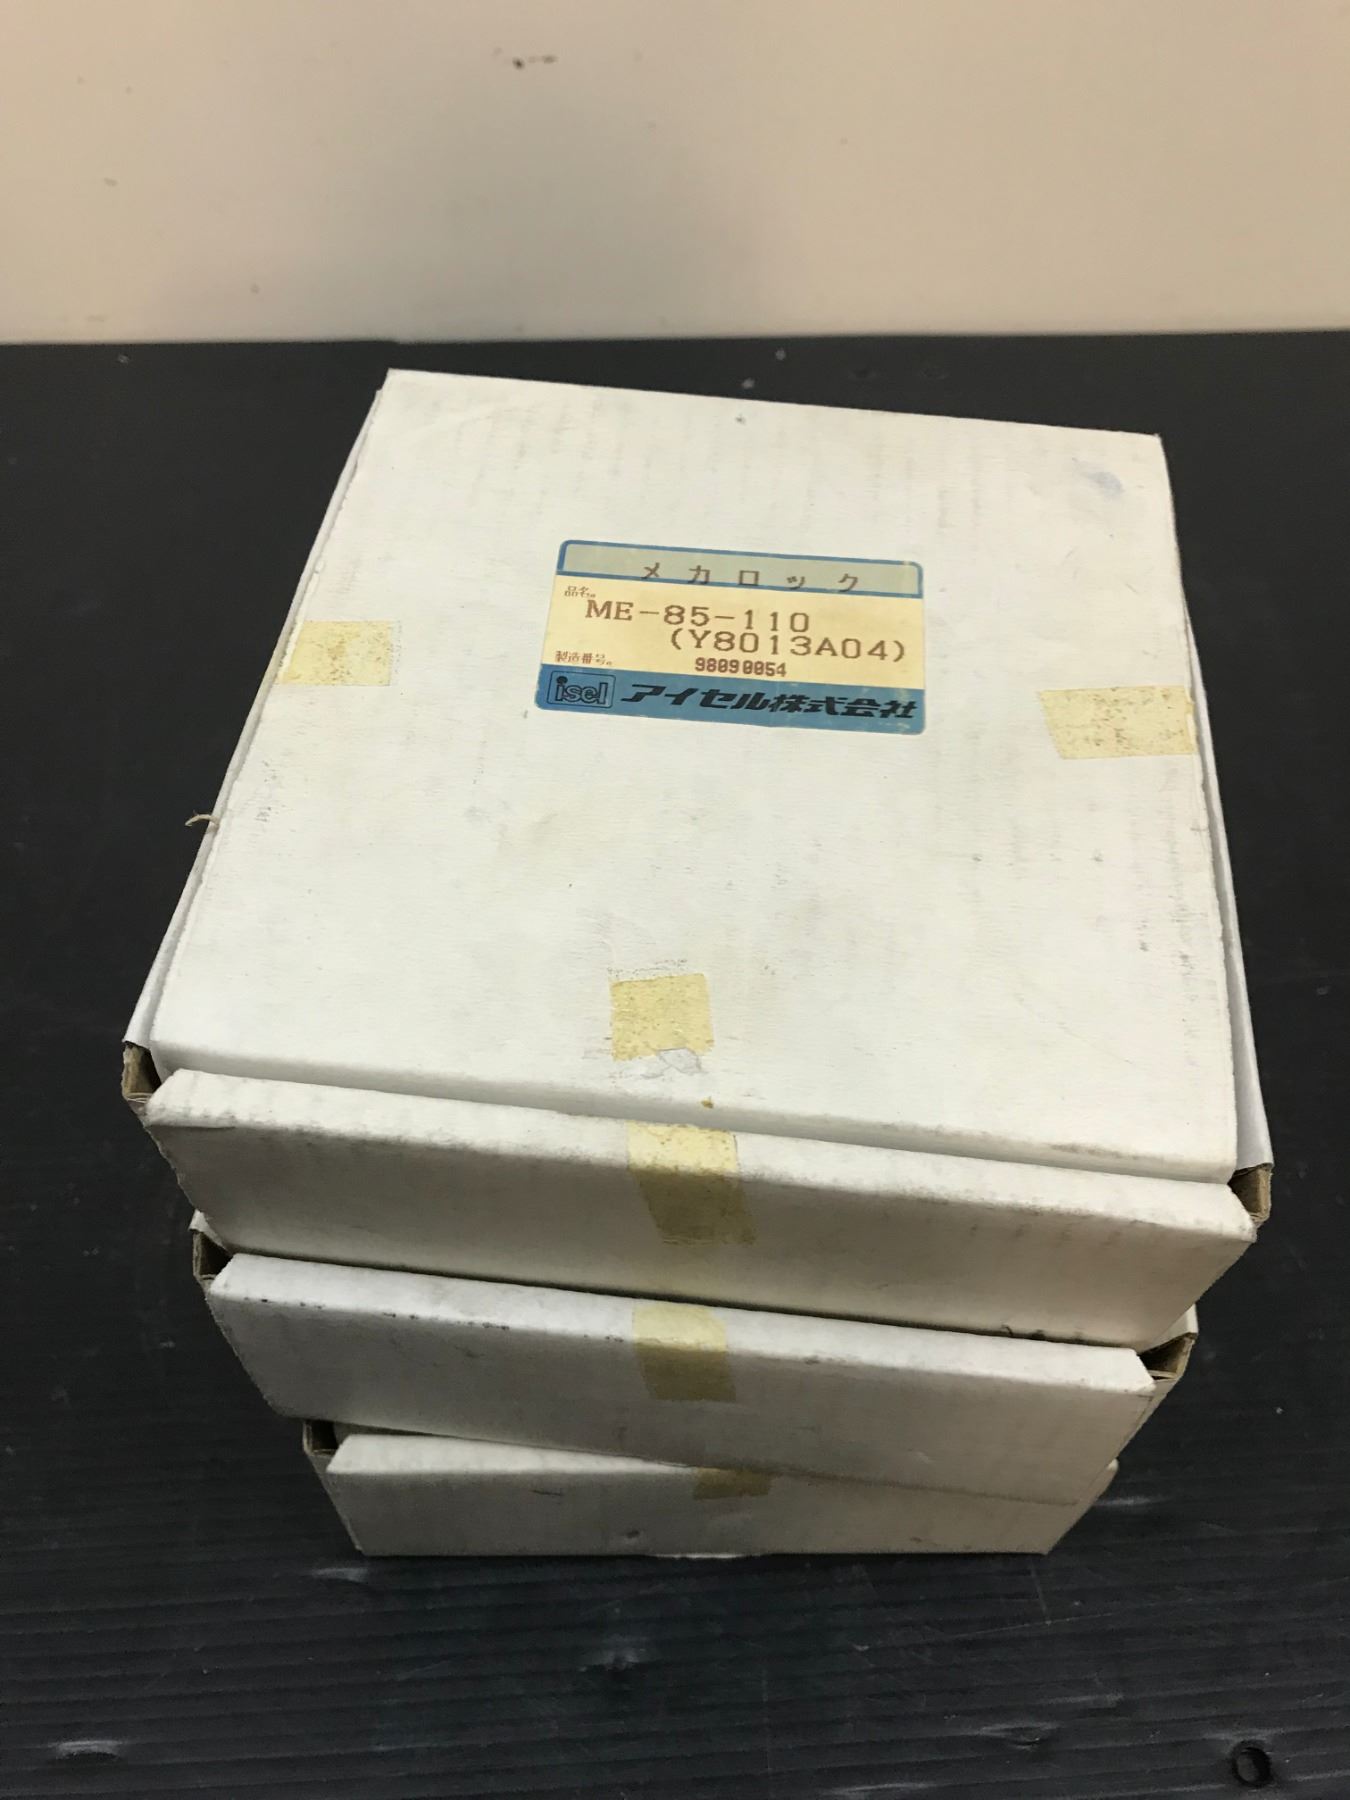 メカロック
品名
ME-85-110
(Y8013A04)
製造番号 98090054
isel アイセル株式会社